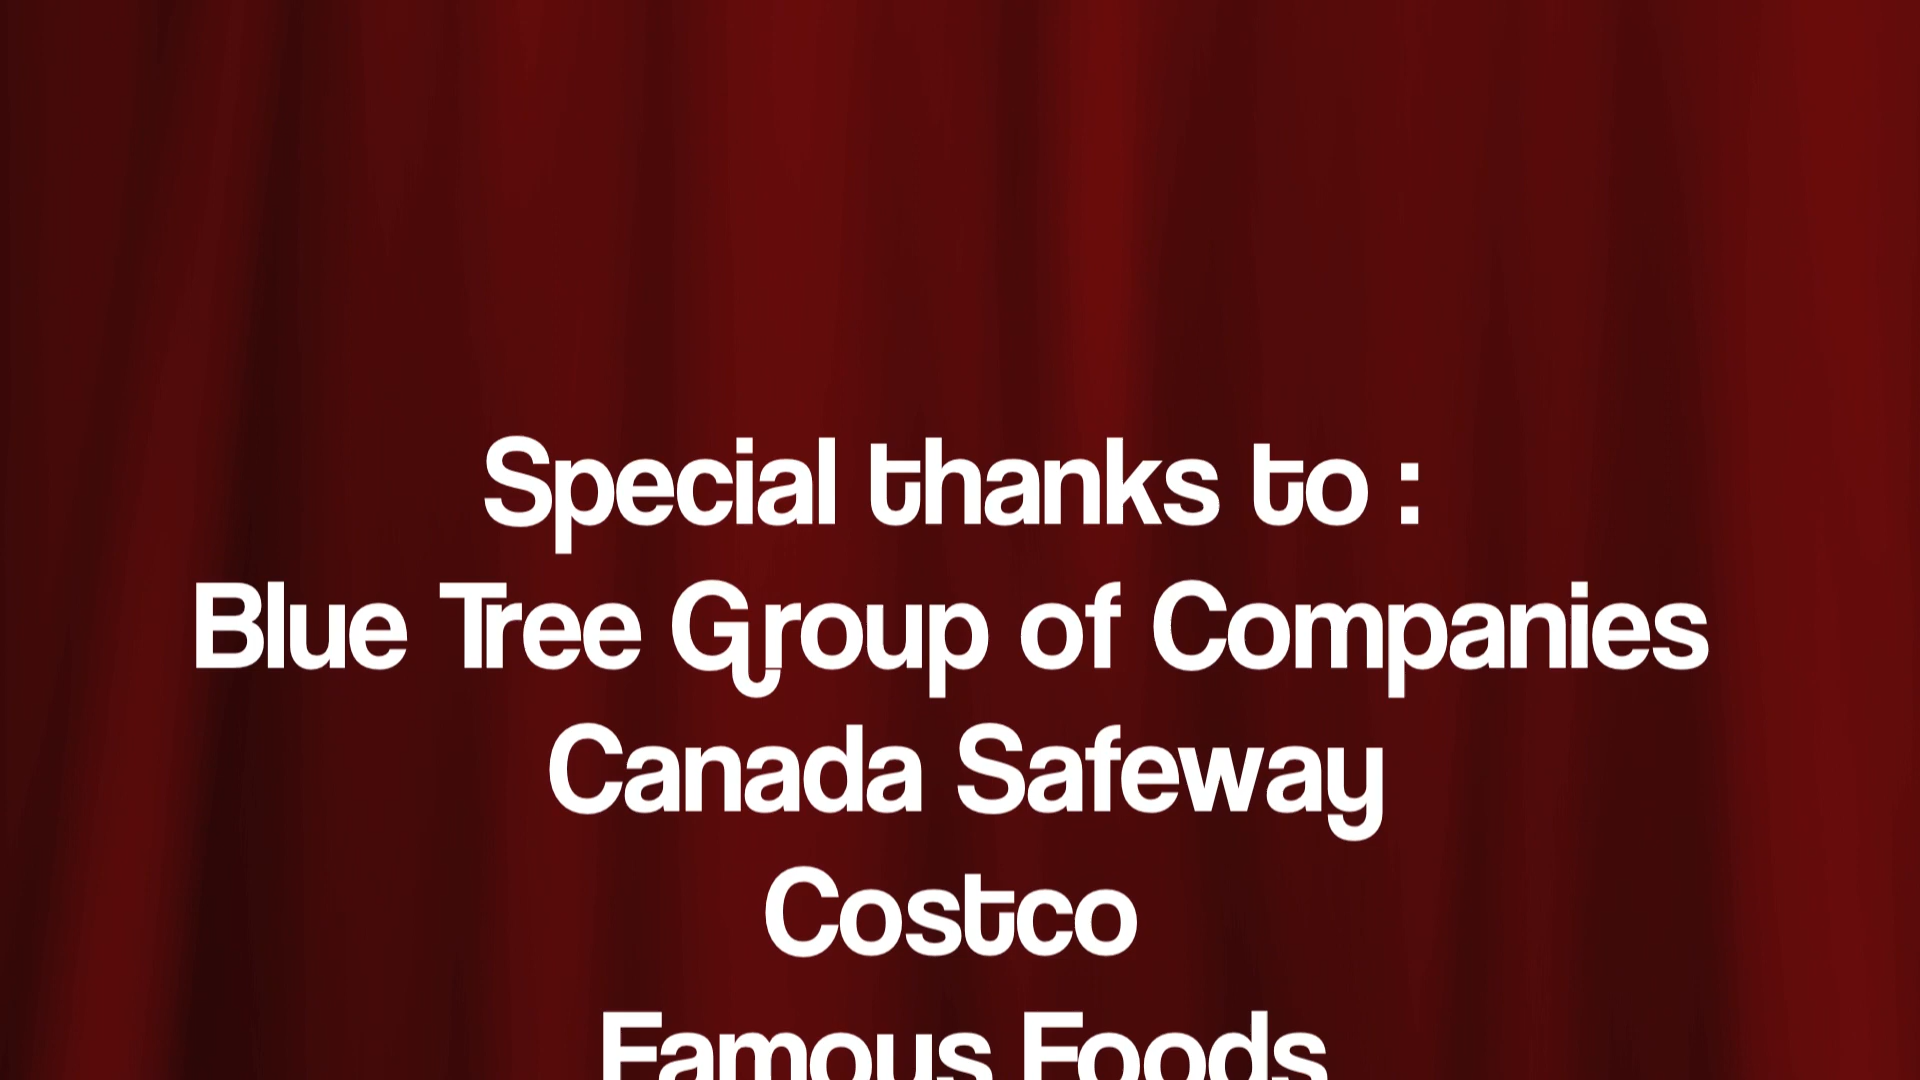 Special thanks to :
Blue Tree Group of Companies
Canada Safeway
Costco
Famous Foods